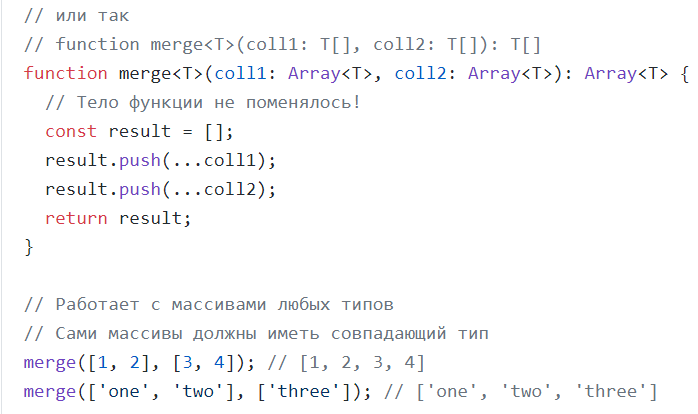 // или так
// function merge<T>(coll1: T[], coll2: T[]): T[]
function merge<T>(coll1: Array<T>, coll2: Array<T>): Array<T> {
  // Тело функции не поменялось!
  const result = [];
  result.push(...coll1);
  result.push(...coll2);
  return result;
}

// Работает с массивами любых типов
// Сами массивы должны иметь совпадающий тип
merge([1, 2], [3, 4]); // [1, 2, 3, 4]
merge(['one', 'two'], ['three']); // ['one', 'two', 'three']